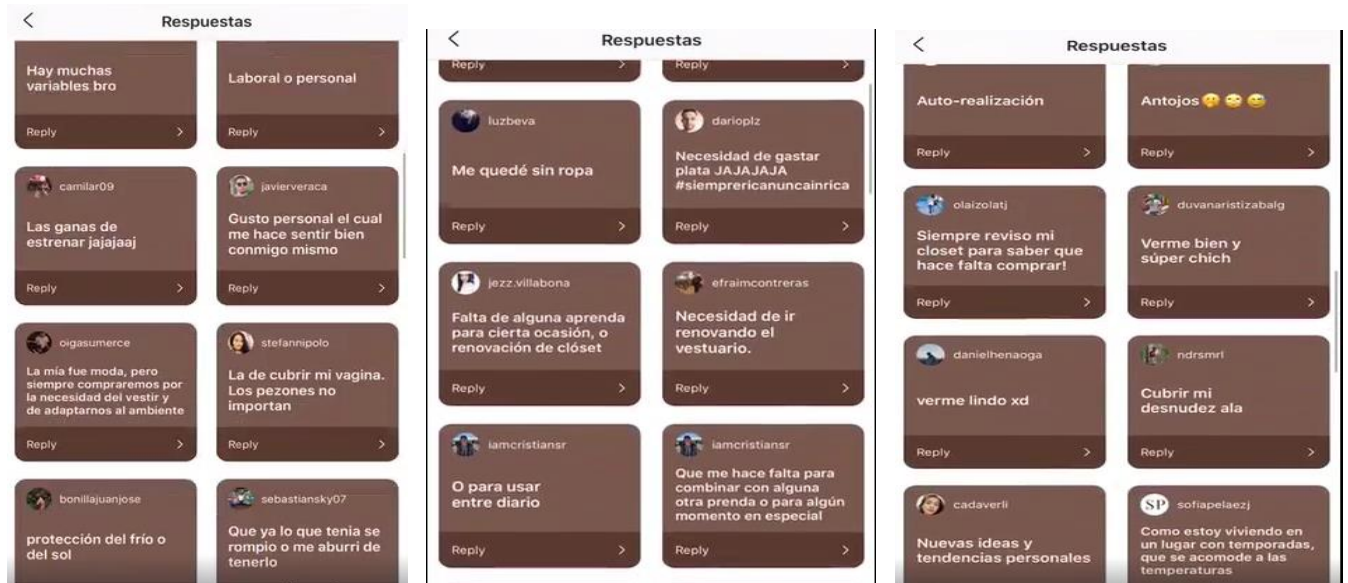 Respuestas
Hay muchas
variables bro
Reply
Laboral o personal
Reply
camilar09
Las ganas de
estrenar jajajaaj
Reply
javierveraca
Gusto personal el cual
me hace sentir bien
conmigo mismo
Reply
oigasumerce
La mía fue moda, pero
siempre compraremos por
la necesidad del vestir y
de adaptarnos al ambiente
Reply
stefannipolo
La de cubrir mi vagina.
Los pezones no
importan
Reply
bonillajuanjose
protección del frío o
del sol
sebastiansky07
Que ya lo que tenia se
rompio o me aburri de
tenerlo
Respuestas
Reply
Reply
luzbeva
Me quedé sin ropa
Reply
darioplz
Necesidad de gastar
plata JAJAJAJA
#siemprericanuncainrica
Reply
jezz.villabona
Falta de alguna aprenda
para cierta ocasión, o
renovación de clóset
Reply
efraimcontreras
Necesidad de ir
renovando el
vestuario.
Reply
iamcristiansr
O para usar
entre diario
Reply
iamcristiansr
Que me hace falta para
combinar con alguna
otra prenda o para algún
momento en especial
Reply
Respuestas
Auto-realización
Reply
Antojos
Reply
olaizolatj
Siempre reviso mi
closet para saber que
hace falta comprar!
Reply
duvanaristizabalg
Verme bien y
súper chich
Reply
danielhenaoga
verme lindo xd
Reply
ndrsmrl
Cubrir mi
desnudez ala
Reply
cadaverli
Nuevas ideas y
tendencias personales
SP
sofiapelaezj
Como estoy viviendo en
un lugar con temporadas,
que se acomode a las
temperaturas